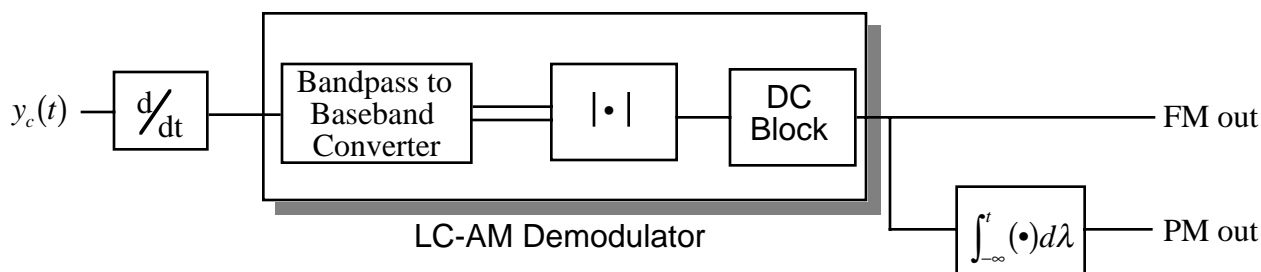 y_c(t)
d/dt
Bandpass to
Baseband
Converter
|•|
DC
Block
FM out
LC-AM Demodulator
∫_{-∞}^{t}(•)dλ
PM out